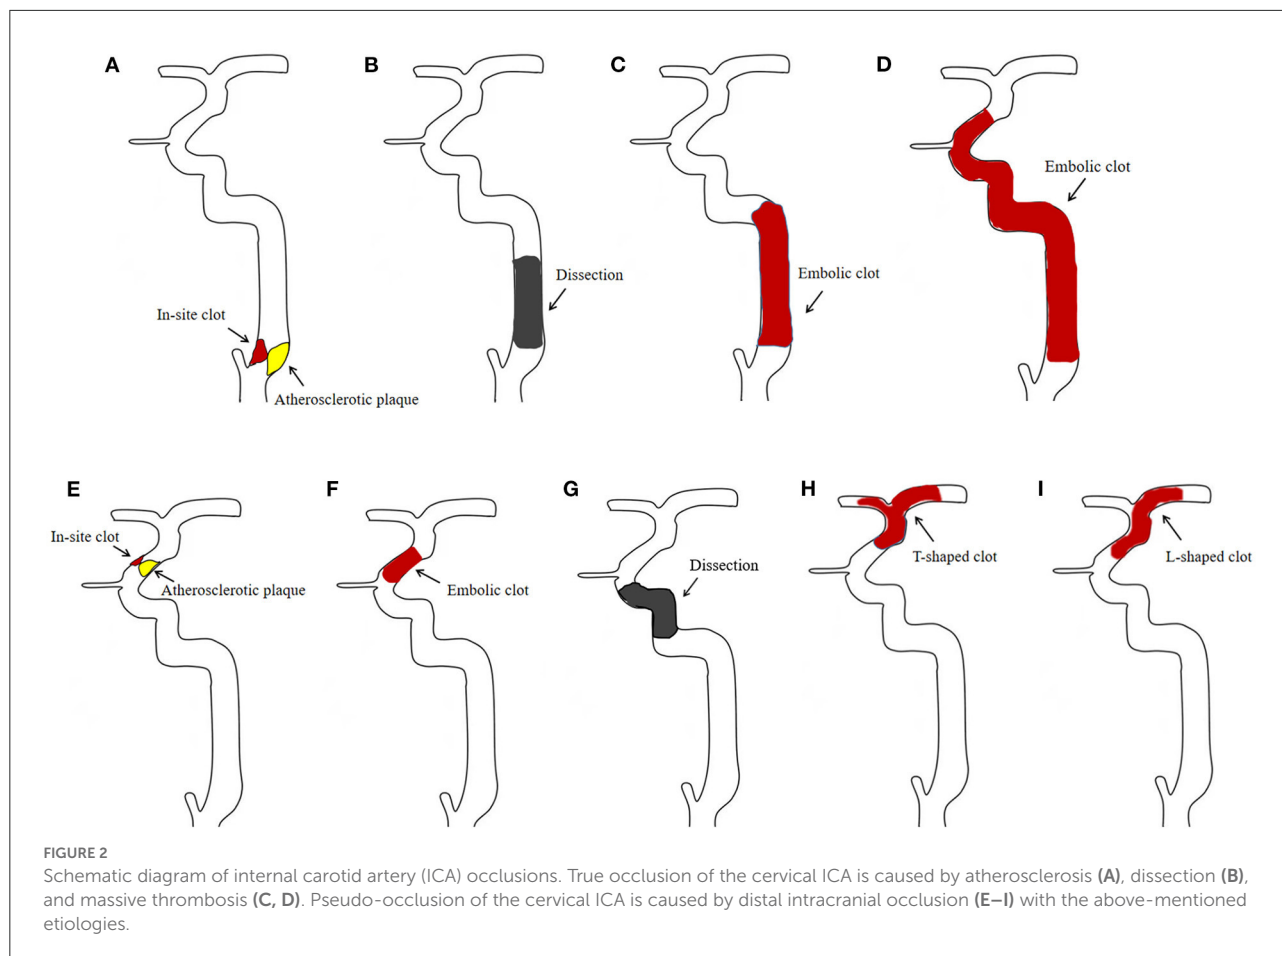 A
B
C
D
Embolic clot
Dissection
Embolic clot
In-site clot
Atherosclerotic plaque
E
F
G
H
I
In-site clot
T-shaped clot
L-shaped clot
Dissection
Atherosclerotic plaque
Embolic clot
FIGURE 2
Schematic diagram of internal carotid artery (ICA) occlusions. True occlusion of the cervical ICA is caused by atherosclerosis (A), dissection (B),
and massive thrombosis (C, D). Pseudo-occlusion of the cervical ICA is caused by distal intracranial occlusion (E–I) with the above-mentioned
etiologies.